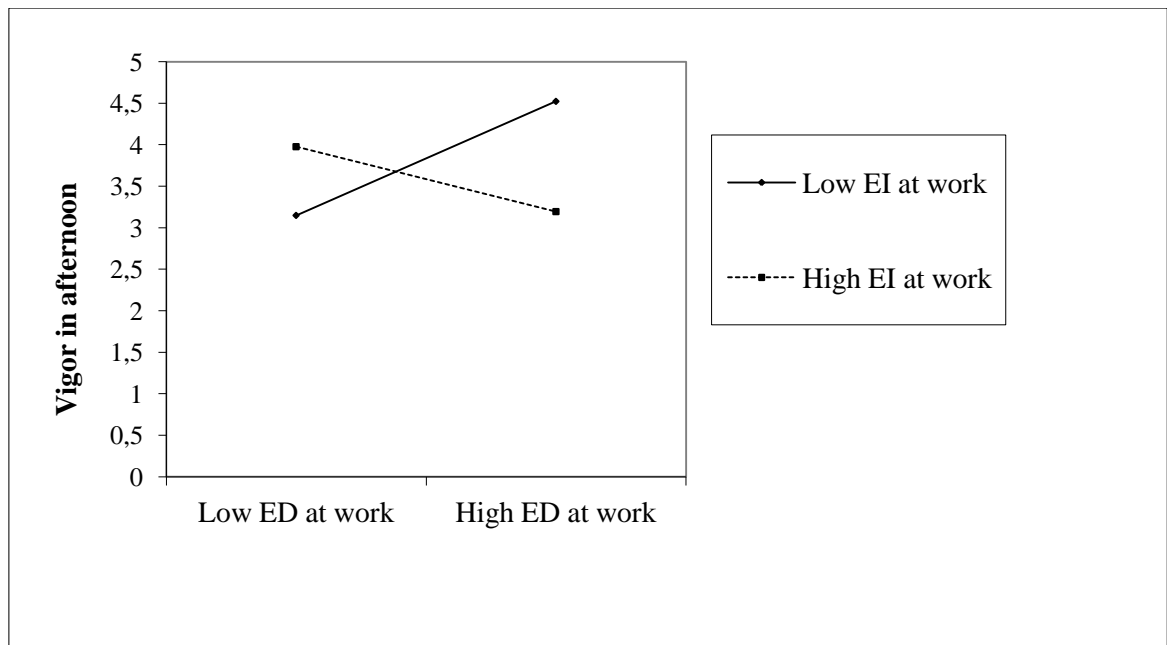 5
4,5
4
3,5
3
2,5
2
1,5
1
0,5
0
Vigor in afternoon
Low ED at work
High ED at work
Low EI at work
High EI at work